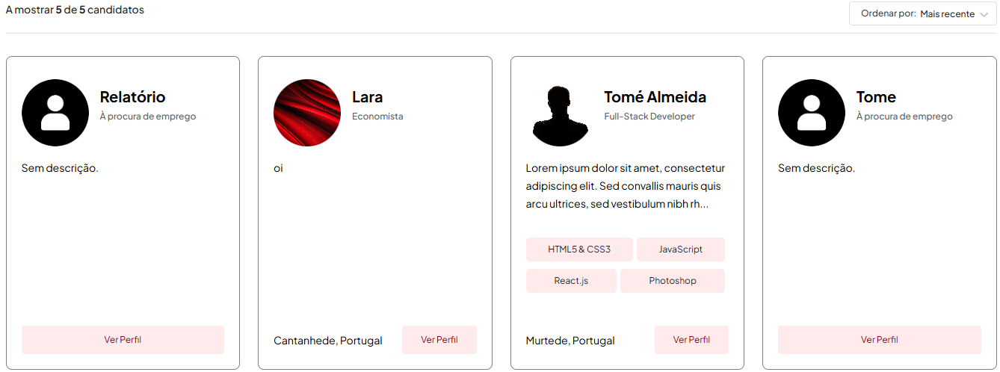 A mostrar 5 de 5 candidatos
Ordenar por: Mais recente
Relatório
À procura de emprego
Sem descrição.
Ver Perfil
Lara
Economista
oi
Cantanhede, Portugal
Ver Perfil
Tomé Almeida
Full-Stack Developer
Lorem ipsum dolor sit amet, consectetur
adipiscing elit. Sed convallis mauris quis
arcu ultrices, sed vestibulum nibh rh...
HTML5 & CSS3
JavaScript
React.js
Photoshop
Murtede, Portugal
Ver Perfil
Tome
À procura de emprego
Sem descrição.
Ver Perfil